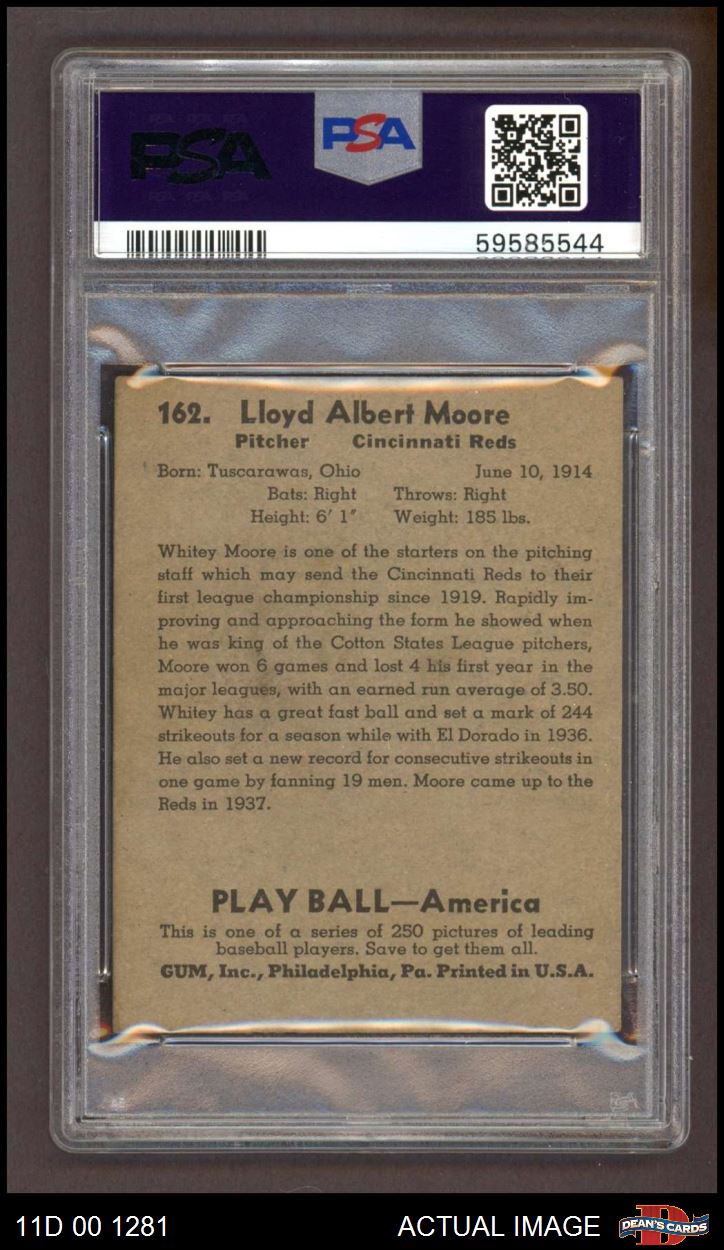 PSA PSA PSA
PSA
PSA
PSA PSA PSA
59585544
162. Lloyd Albert Moore
Pitcher Cincinnati Reds
Born: Tuscarawas, Ohio June 10, 1914
Bats: Right Throws: Right
Height: 6' 1" Weight: 185 lbs.
Whitey Moore is one of the starters on the pitching
staff which may send the Cincinnati Reds to their
first league championship since 1919. Rapidly im-
proving and approaching the form he showed when
he was king of the Cotton States League pitchers,
Moore won 6 games and lost 4 his first year in the
major leagues, with an earned run average of 3.50.
Whitey has a great fast ball and set a mark of 244
strikeouts for a season while with El Dorado in 1936.
He also set a new record for consecutive strikeouts in
one game by fanning 19 men. Moore came up to the
Reds in 1937.
PLAY BALL—America
This is one of a series of 250 pictures of leading
baseball players. Save to get them all.
GUM, Inc., Philadelphia, Pa. Printed in U.S.A.
11D 00 1281 ACTUAL IMAGE DEAN'S CARDS